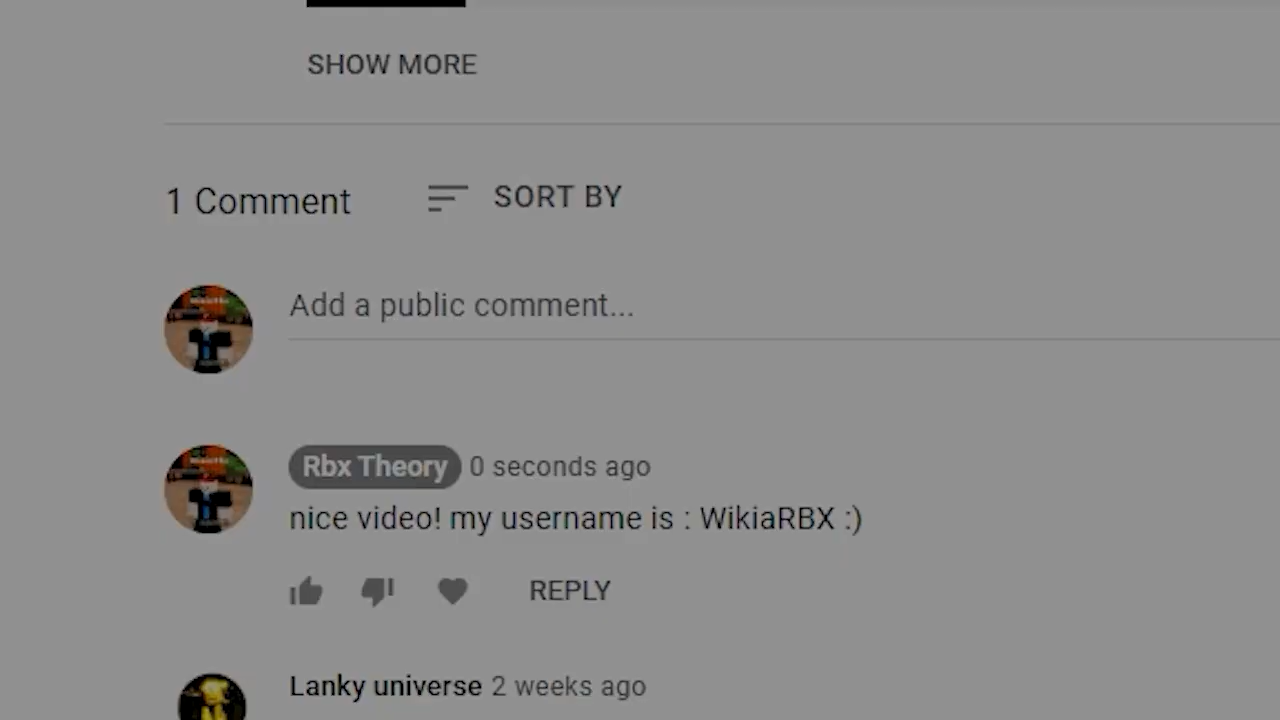 SHOW MORE
1 Comment
SORT BY
Add a public comment...
Rbx Theory 0 seconds ago
nice video! my username is : WikiaRBX :)
REPLY
Lanky universe 2 weeks ago